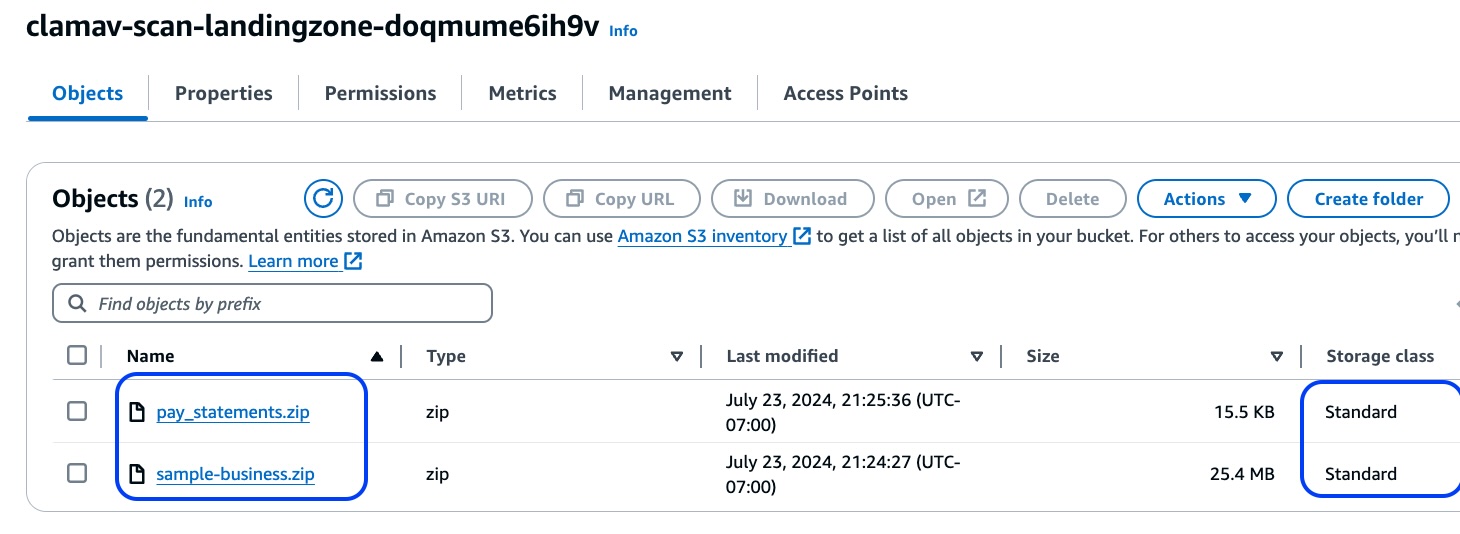 clamav-scan-landingzone-doqmume6ih9v Info
Objects Properties Permissions Metrics Management Access Points
Objects (2) Info Copy S3 URI Copy URL Download Open Delete Actions Create folder
Objects are the fundamental entities stored in Amazon S3. You can use Amazon S3 inventory to get a list of all objects in your bucket. For others to access your objects, you'll
grant them permissions. Learn more
Find objects by prefix
Name Type Last modified Size Storage class
pay_statements.zip zip July 23, 2024, 21:25:36 (UTC-
07:00) 15.5 KB Standard
sample-business.zip zip July 23, 2024, 21:24:27 (UTC-
07:00) 25.4 MB Standard